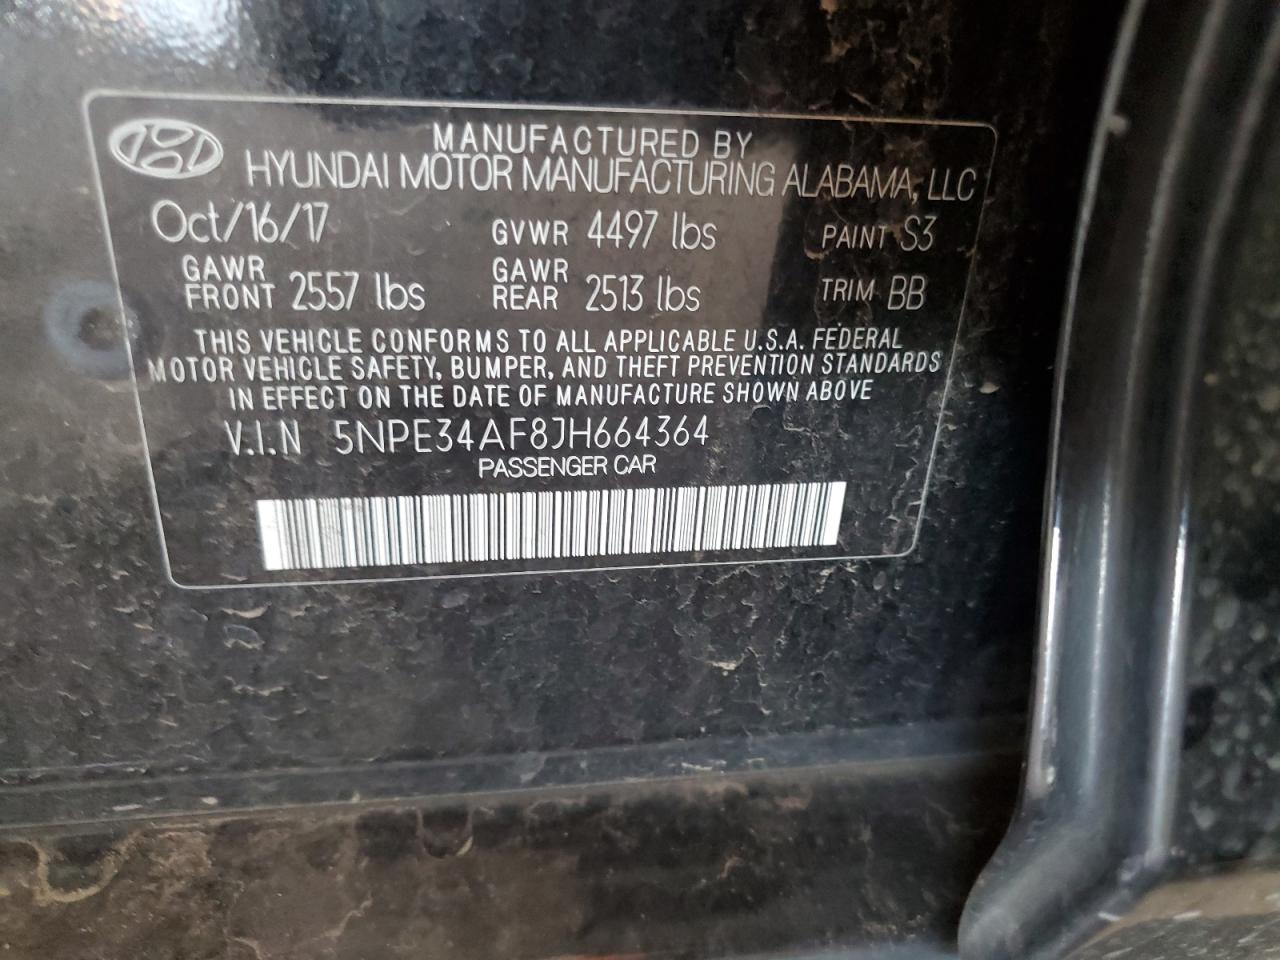 MANUFACTURED BY
HYUNDAI MOTOR MANUFACTURING ALABAMA, LLC
Oct/16/17 GVWR 4497 lbs PAINT S3
GAWR FRONT 2557 lbs GAWR REAR 2513 lbs TRIM BB
THIS VEHICLE CONFORMS TO ALL APPLICABLE U.S.A. FEDERAL
MOTOR VEHICLE SAFETY, BUMPER, AND THEFT PREVENTION STANDARDS
IN EFFECT ON THE DATE OF MANUFACTURE SHOWN ABOVE
V.I.N 5NPE34AF8JH664364
PASSENGER CAR